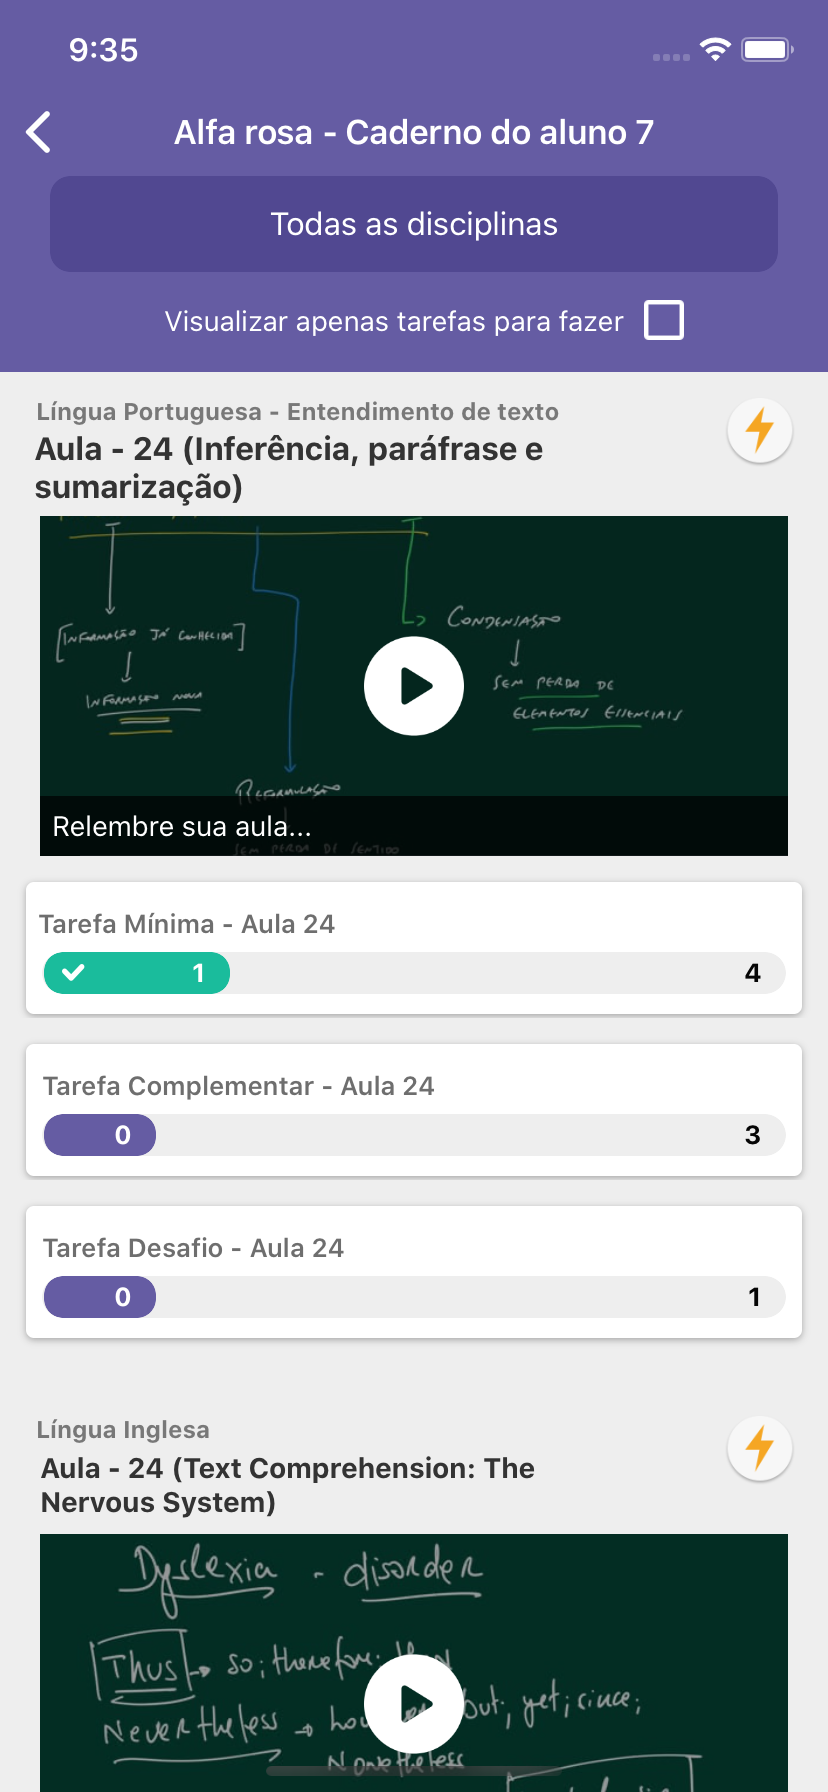 9:35
Alfa rosa - Caderno do aluno 7
Todas as disciplinas
Visualizar apenas tarefas para fazer
Língua Portuguesa - Entendimento de texto
Aula - 24 (Inferência, paráfrase e
sumarização)
[INFORMAÇÃO JÁ CONHECIDA]
INFORMAÇÃO NOVA
CONDENSAÇÃO
SEM PERDA DE
ELEMENTOS ESSENCIAIS
REFORMULAÇÃO
Relembre sua aula...
SEM PERDA DE SENTIDO
Tarefa Mínima - Aula 24
1 4
Tarefa Complementar - Aula 24
0 3
Tarefa Desafio - Aula 24
0 1
Língua Inglesa
Aula - 24 (Text Comprehension: The
Nervous System)
Dyslexia - disorder
Thus → so; therefore;
Nevertheless → but; yet; since;
Nonetheless